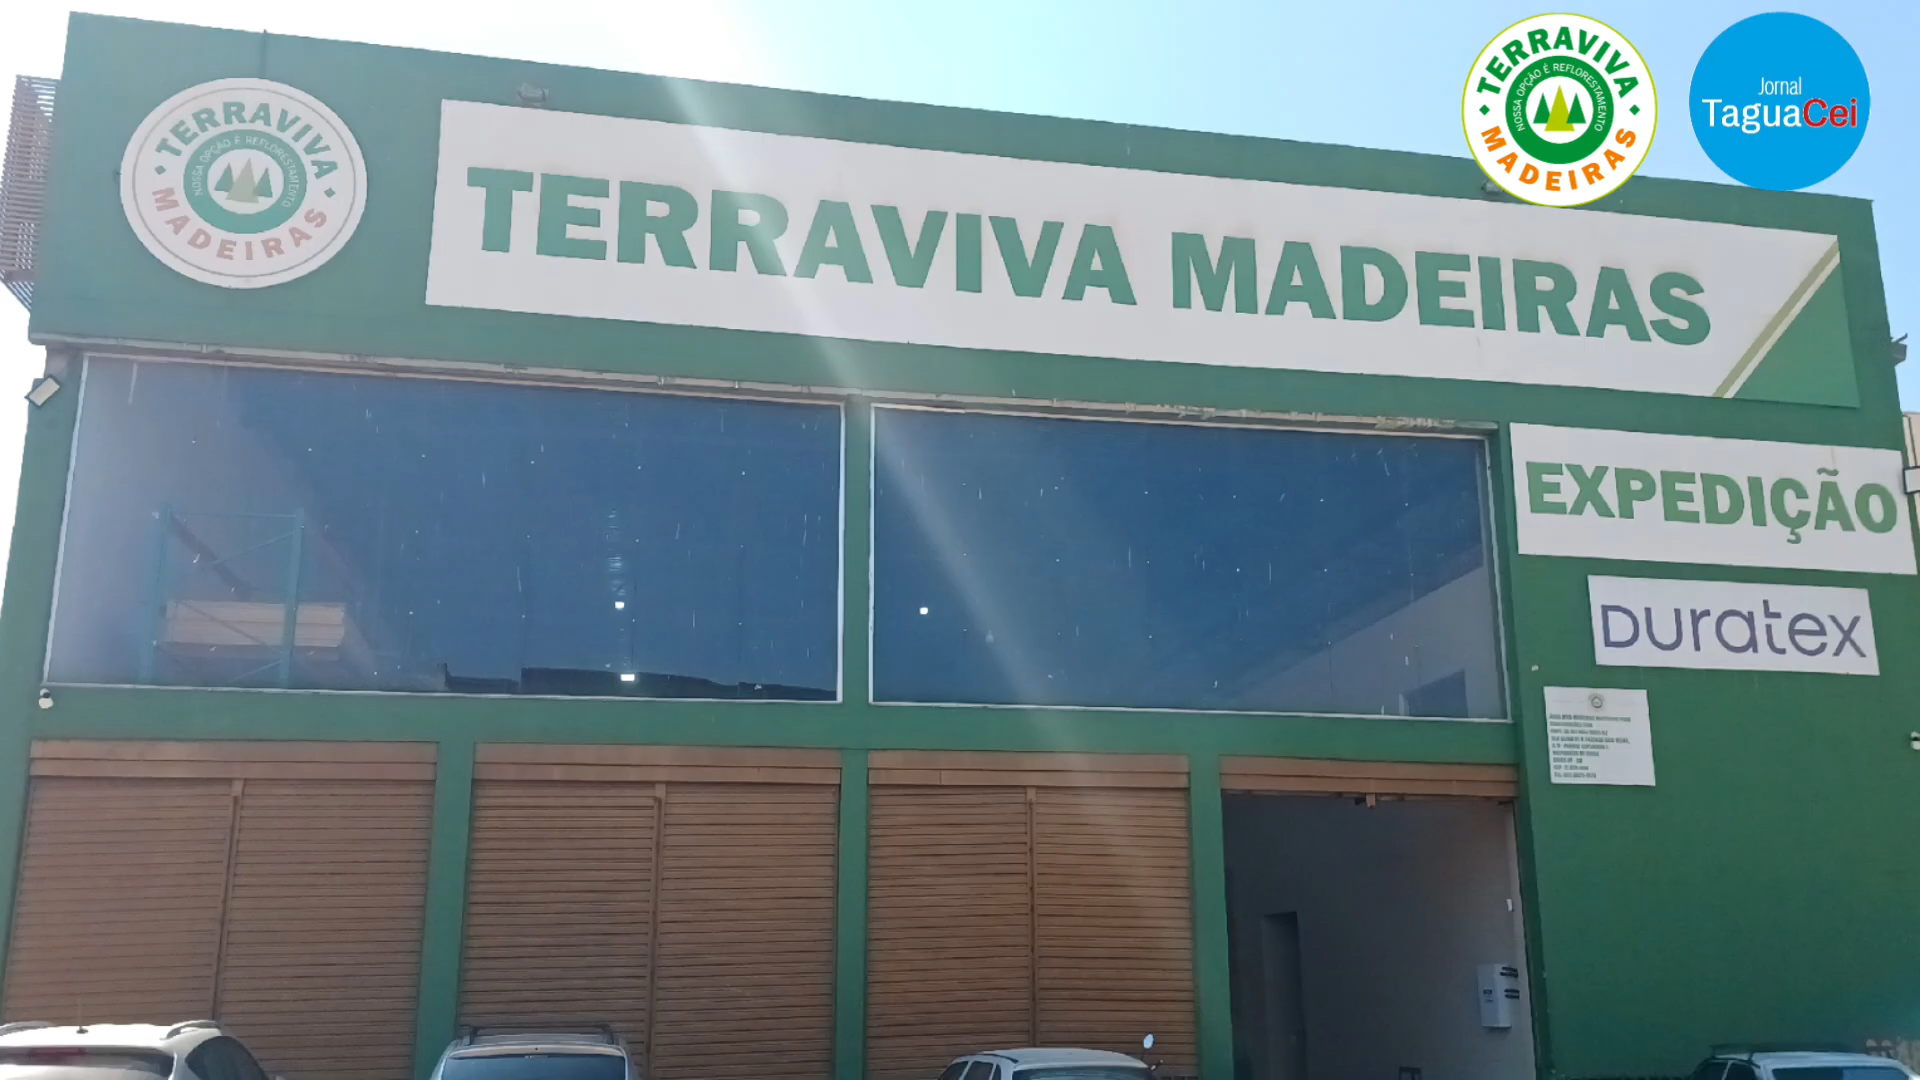 TERRAVIVA
NOSSA OPÇÃO É REFLORESTAMENTO
MADEIRAS
TERRAVIVA MADEIRAS
TERRAVIVA
NOSSA OPÇÃO É REFLORESTAMENTO
MADEIRAS
Jornal
TaguaCei
EXPEDIÇÃO
Duratex